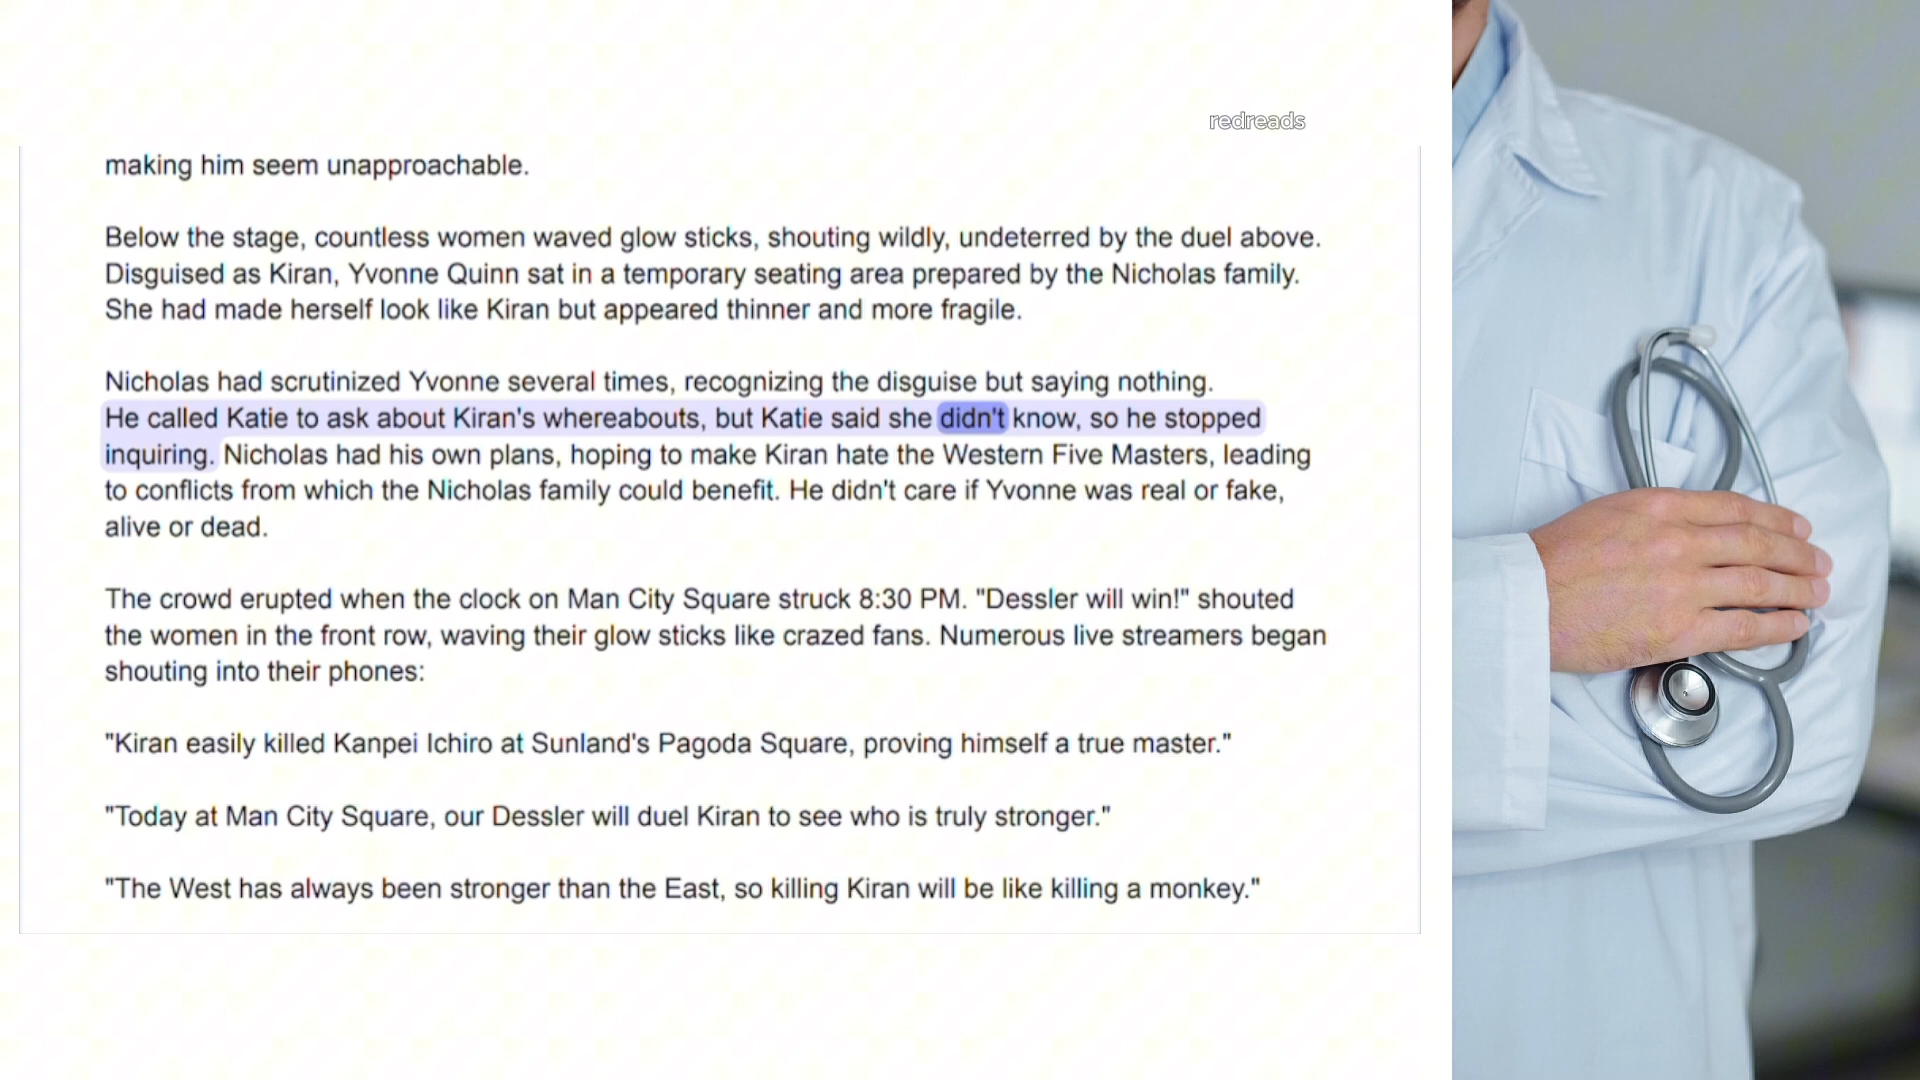 redreads
making him seem unapproachable.
Below the stage, countless women waved glow sticks, shouting wildly, undeterred by the duel above.
Disguised as Kiran, Yvonne Quinn sat in a temporary seating area prepared by the Nicholas family.
She had made herself look like Kiran but appeared thinner and more fragile.
Nicholas had scrutinized Yvonne several times, recognizing the disguise but saying nothing.
He called Katie to ask about Kiran's whereabouts, but Katie said she didn't know, so he stopped
inquiring. Nicholas had his own plans, hoping to make Kiran hate the Western Five Masters, leading
to conflicts from which the Nicholas family could benefit. He didn't care if Yvonne was real or fake,
alive or dead.
The crowd erupted when the clock on Man City Square struck 8:30 PM. "Dessler will win!" shouted
the women in the front row, waving their glow sticks like crazed fans. Numerous live streamers began
shouting into their phones:
"Kiran easily killed Kanpei Ichiro at Sunland's Pagoda Square, proving himself a true master."
"Today at Man City Square, our Dessler will duel Kiran to see who is truly stronger."
"The West has always been stronger than the East, so killing Kiran will be like killing a monkey."